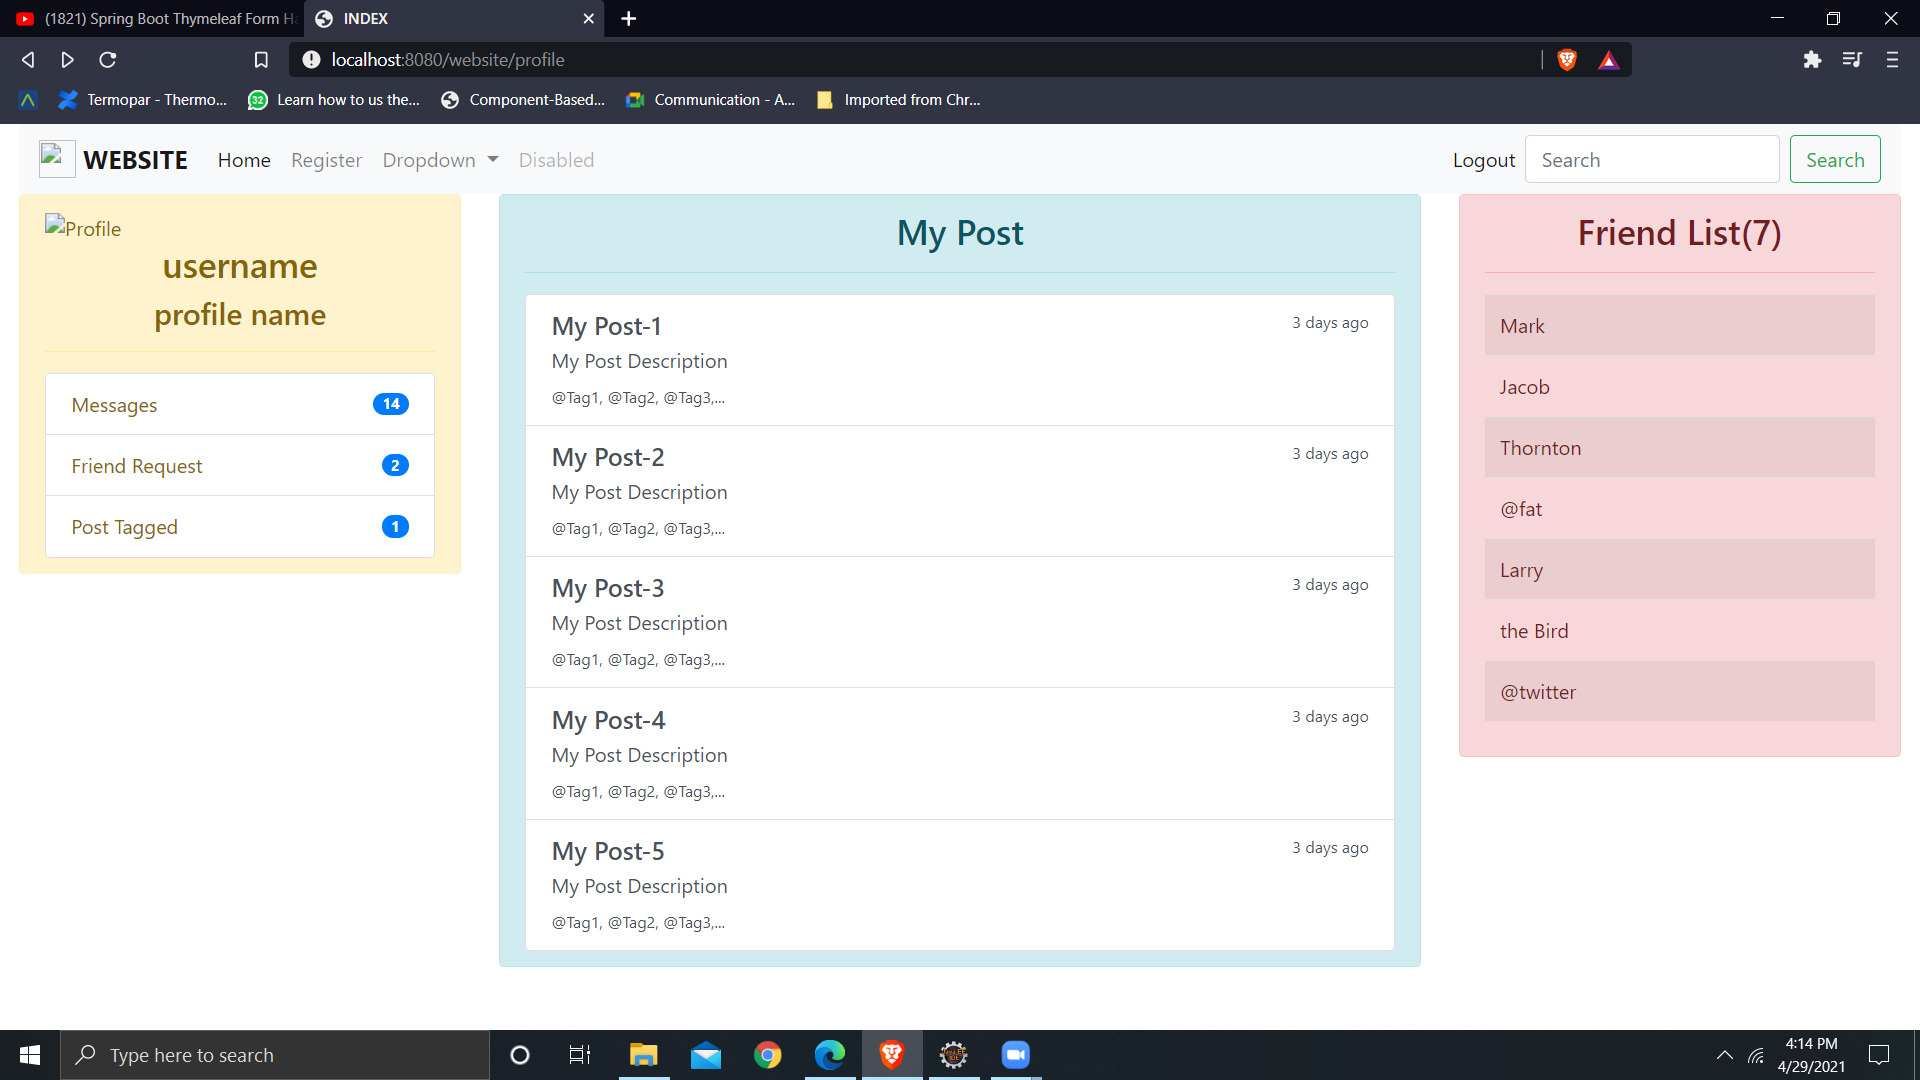 (1821) Spring Boot Thymeleaf Form Ha
INDEX
localhost:8080/website/profile
Termopar - Thermo...
32
Learn how to us the...
Component-Based...
Communication - A...
Imported from Chr...
WEBSITE
Home
Register
Dropdown
Disabled
Logout
Search
Search
Profile
username
profile name
Messages 14
Friend Request 2
Post Tagged 1
My Post
My Post-1 3 days ago
My Post Description
@Tag1, @Tag2, @Tag3,...
My Post-2 3 days ago
My Post Description
@Tag1, @Tag2, @Tag3,...
My Post-3 3 days ago
My Post Description
@Tag1, @Tag2, @Tag3,...
My Post-4 3 days ago
My Post Description
@Tag1, @Tag2, @Tag3,...
My Post-5 3 days ago
My Post Description
@Tag1, @Tag2, @Tag3,...
Friend List(7)
Mark
Jacob
Thornton
@fat
Larry
the Bird
@twitter
Type here to search
4:14 PM
4/29/2021